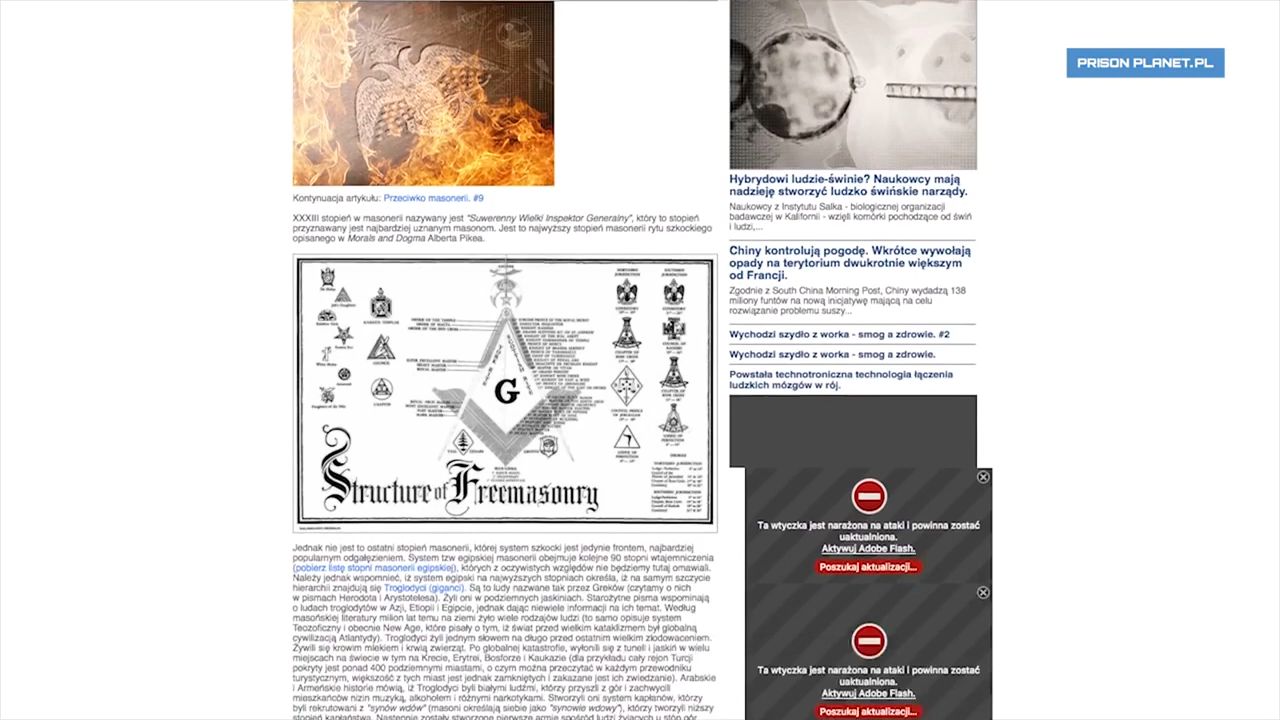 PRISON PLANET.PL
Kontynuacja artykułu: Przeciwko masonerii. #9
XXXIII stopień w masonerii nazywany jest "Suwerenny Wielki Inspektor Generalny", który to stopień
przyznawany jest najbardziej uznanym masonom. Jest to najwyższy stopień masonerii rytu szkockiego
opisanego w Morals and Dogma Alberta Pikea.
G
Structure of Freemasonry
Jednak nie jest to ostatni stopień masonerii, której system szkocki jest jedynie frontem, najbardziej
popularnym odgałęzieniem. System tzw egipskiej masonerii obejmuje kolejne 90 stopni wtajemniczenia
(pobierz listę stopni masonerii egipskiej), których z oczywistych względów nie będziemy tutaj omawiali.
Należy jednak wspomnieć, iż system egipski na najwyższych stopniach określa, iż na samym szczycie
hierarchii znajdują się Troglodyci (giganci). Są to ludy nazwane tak przez Greków (czytamy o nich
w pismach Herodota i Arystotelesa). Żyli oni w podziemnych jaskiniach. Starożytne pisma wspominają
o ludach troglodytów w Azji, Etiopii i Egipcie, jednak dając niewiele informacji na ich temat. Według
masońskiej literatury milion lat temu na ziemi żyło wiele rodzajów ludzi (to samo opisuje system
Teozoficzny i obecnie New Age, które pisały o tym, iż świat przed wielkim kataklizmem był globalną
cywilizacją Atlantydy). Troglodyci żyli jednym słowem na długo przed ostatnim wielkim zlodowaceniem.
Żywili się krowim mlekiem i krwią zwierząt. Po globalnej katastrofie, wyłonili się z tuneli i jaskiń w wielu
miejscach na świecie w tym na Krecie, Erytrei, Bosforze i Kaukazie (dla przykładu cały rejon Turcji
pokryty jest ponad 400 podziemnymi miastami, o czym można przeczytać w każdym przewodniku
turystycznym, większość z tych miast jest jednak zamkniętych i zakazane jest ich zwiedzanie). Arabskie
i Armeńskie historie mówią, iż Troglodyci byli białymi ludźmi, którzy przyszli z gór i zachwycili
mieszkańców nizin muzyką, alkoholem i różnymi narkotykami. Stworzyli oni system kapłanów, którzy
byli rekrutowani z "synów wdów" (masoni określają siebie jako "synowie wdowy"), którzy tworzyli niższy
stopień kapłaństwa. Następnie zostały stworzone pierwsze armie spośród ludzi żyjących u stóp gór
Hybrydowi ludzie-świnie? Naukowcy mają
nadzieję stworzyć ludzko świńskie narządy.
Naukowcy z Instytutu Salka - biologicznej organizacji
badawczej w Kalifornii - wzięli komórki pochodzące od świń
i ludzi,...
Chiny kontrolują pogodę. Wkrótce wywołają
opady na terytorium dwukrotnie większym
od Francji.
Zgodnie z South China Morning Post, Chiny wydadzą 138
miliony funtów na nową inicjatywę mającą na celu
rozwiązanie problemu suszy...
Wychodzi szydło z worka - smog a zdrowie. #2
Wychodzi szydło z worka - smog a zdrowie.
Powstała technotroniczna technologia łączenia
ludzkich mózgów w rój.
Ta wtyczka jest narażona na ataki i powinna zostać
uaktualniona.
Aktywuj Adobe Flash.
Poszukaj aktualizacji...
Ta wtyczka jest narażona na ataki i powinna zostać
uaktualniona.
Aktywuj Adobe Flash.
Poszukaj aktualizacji...